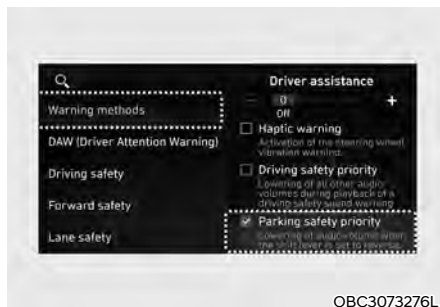 Driver assistance
Warning methods
DAW (Driver Attention Warning)
Driving safety
Forward safety
Lane safety
− 0 +
Off
Haptic warning
Activation of the steering wheel
vibration warning.
Driving safety priority
Lowering of all other audio
volumes during playback of a
driving safety sound warning
Parking safety priority
Lowering of audio volume when
the shift lever is set to reverse.
OBC3073276L